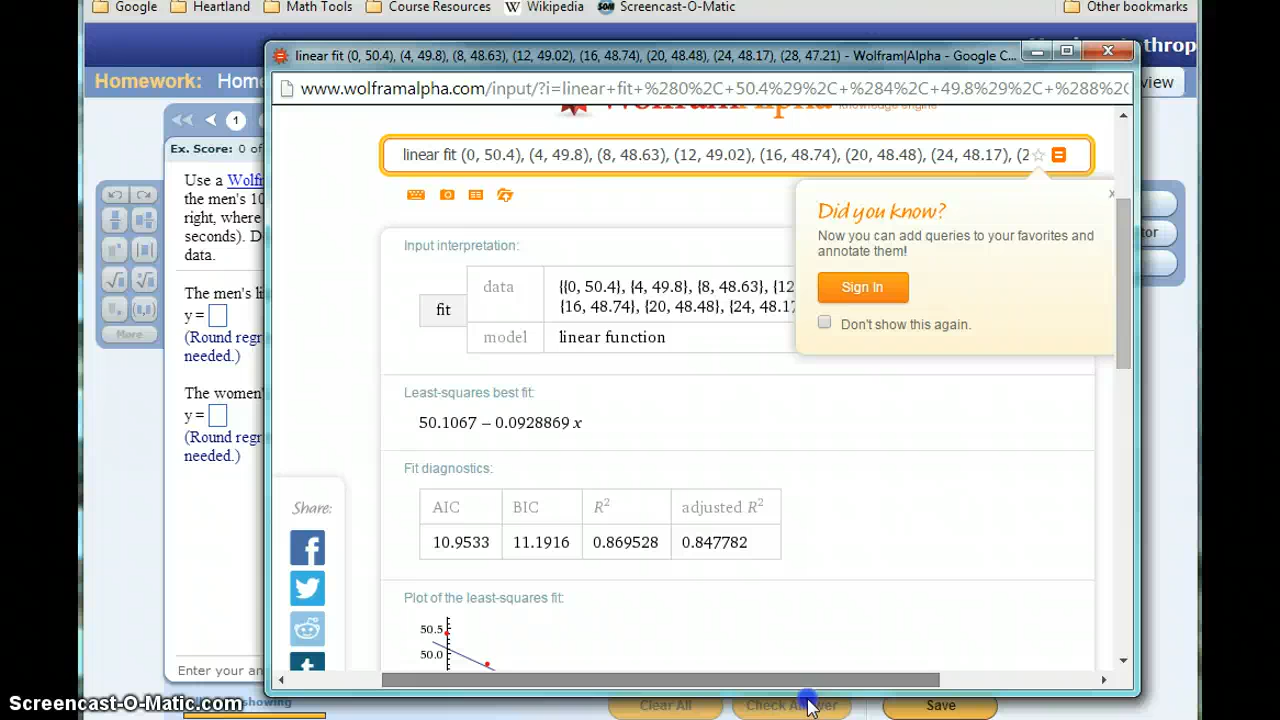 Google Heartland Math Tools Course Resources Wikipedia Screencast-O-Matic Other bookmarks
linear fit (0, 50.4), (4, 49.8), (8, 48.63), (12, 49.02), (16, 48.74), (20, 48.48), (24, 48.17), (28, 47.21) - Wolfram|Alpha - Google C...
throp
Homework: Hom
view
www.wolframalpha.com/input/?i=linear+fit+%280%2C+50.4%29%2C+%284%2C+49.8%29%2C+%288%2C
linear fit (0, 50.4), (4, 49.8), (8, 48.63), (12, 49.02), (16, 48.74), (20, 48.48), (24, 48.17), (2
1
Ex. Score: 0 of
Use a Wolfr
the men's 10
right, where
seconds). D
data.
The men's li
y =
(Round regr
needed.)
The women'
y =
(Round regr
needed.)
More
Enter your an
Did you know?
Now you can add queries to your favorites and
annotate them!
Sign In
Don't show this again.
Input interpretation:
fit
data
{{0, 50.4}, {4, 49.8}, {8, 48.63}, {12
{16, 48.74}, {20, 48.48}, {24, 48.17
model
linear function
Least-squares best fit:
50.1067 – 0.0928869 x
Fit diagnostics:
AIC BIC R² adjusted R²
10.9533 11.1916 0.869528 0.847782
Plot of the least-squares fit:
50.5
50.0
Share:
tor
Clear All
Check Answer
Save
Screencast-O-Matic.com
showing